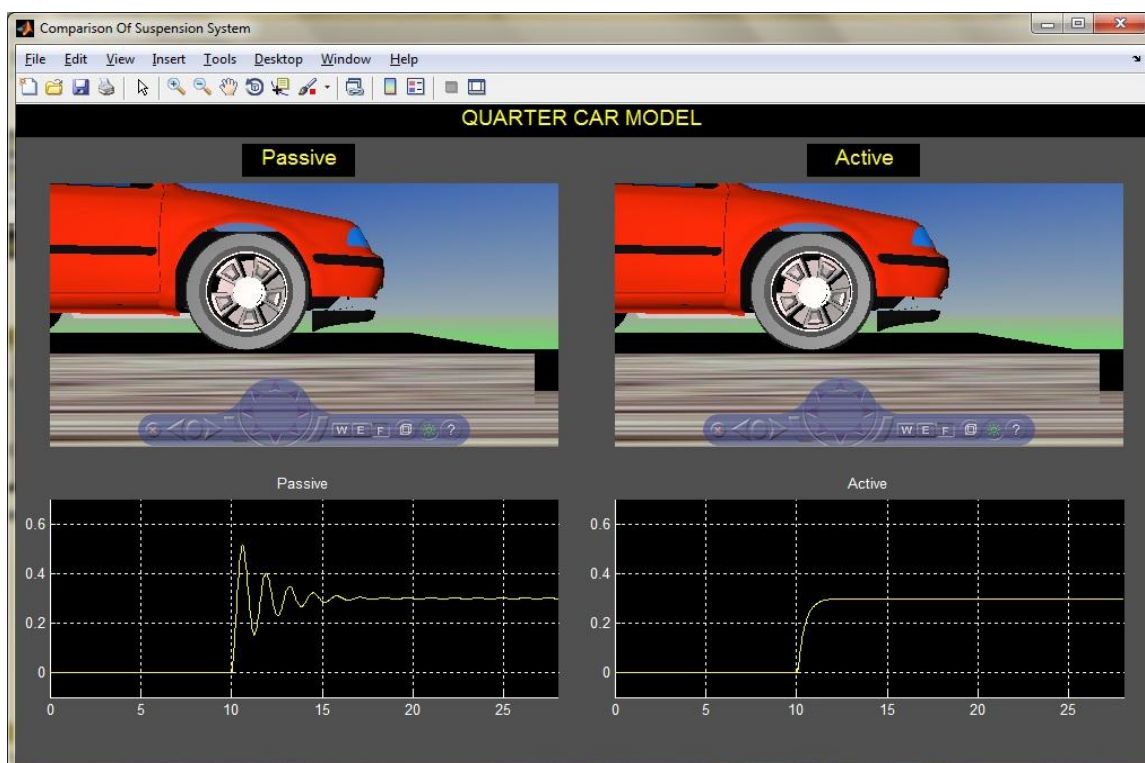 Comparison Of Suspension System
File Edit View Insert Tools Desktop Window Help
QUARTER CAR MODEL
Passive
Active
W E F ?
W E F ?
Passive
0.6
0.4
0.2
0
0 5 10 15 20 25
Active
0.6
0.4
0.2
0
0 5 10 15 20 25